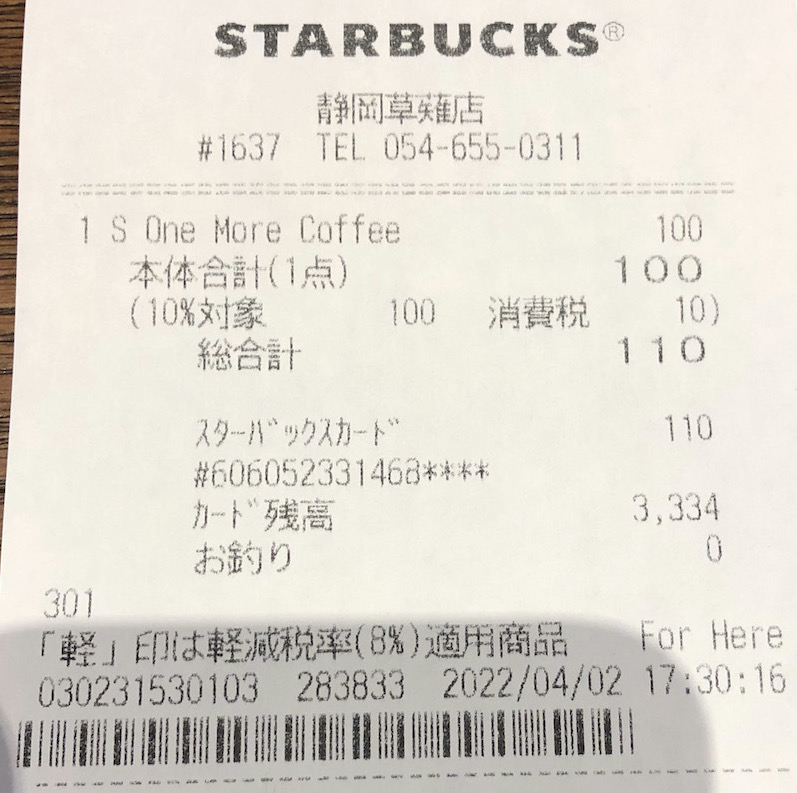 STARBUCKS®
静岡草薙店
#1637 TEL 054-655-0311
1 S One More Coffee 100
本体合計(1点) 100
(10%対象 100 消費税 10)
総合計 110
ｽﾀｰﾊﾞｯｸｽｶｰﾄﾞ 110
#606052331468****
ｶｰﾄﾞ残高 3,334
お釣り 0
301
「軽」印は軽減税率(8%)適用商品 For Here
030231530103 283833 2022/04/02 17:30:16